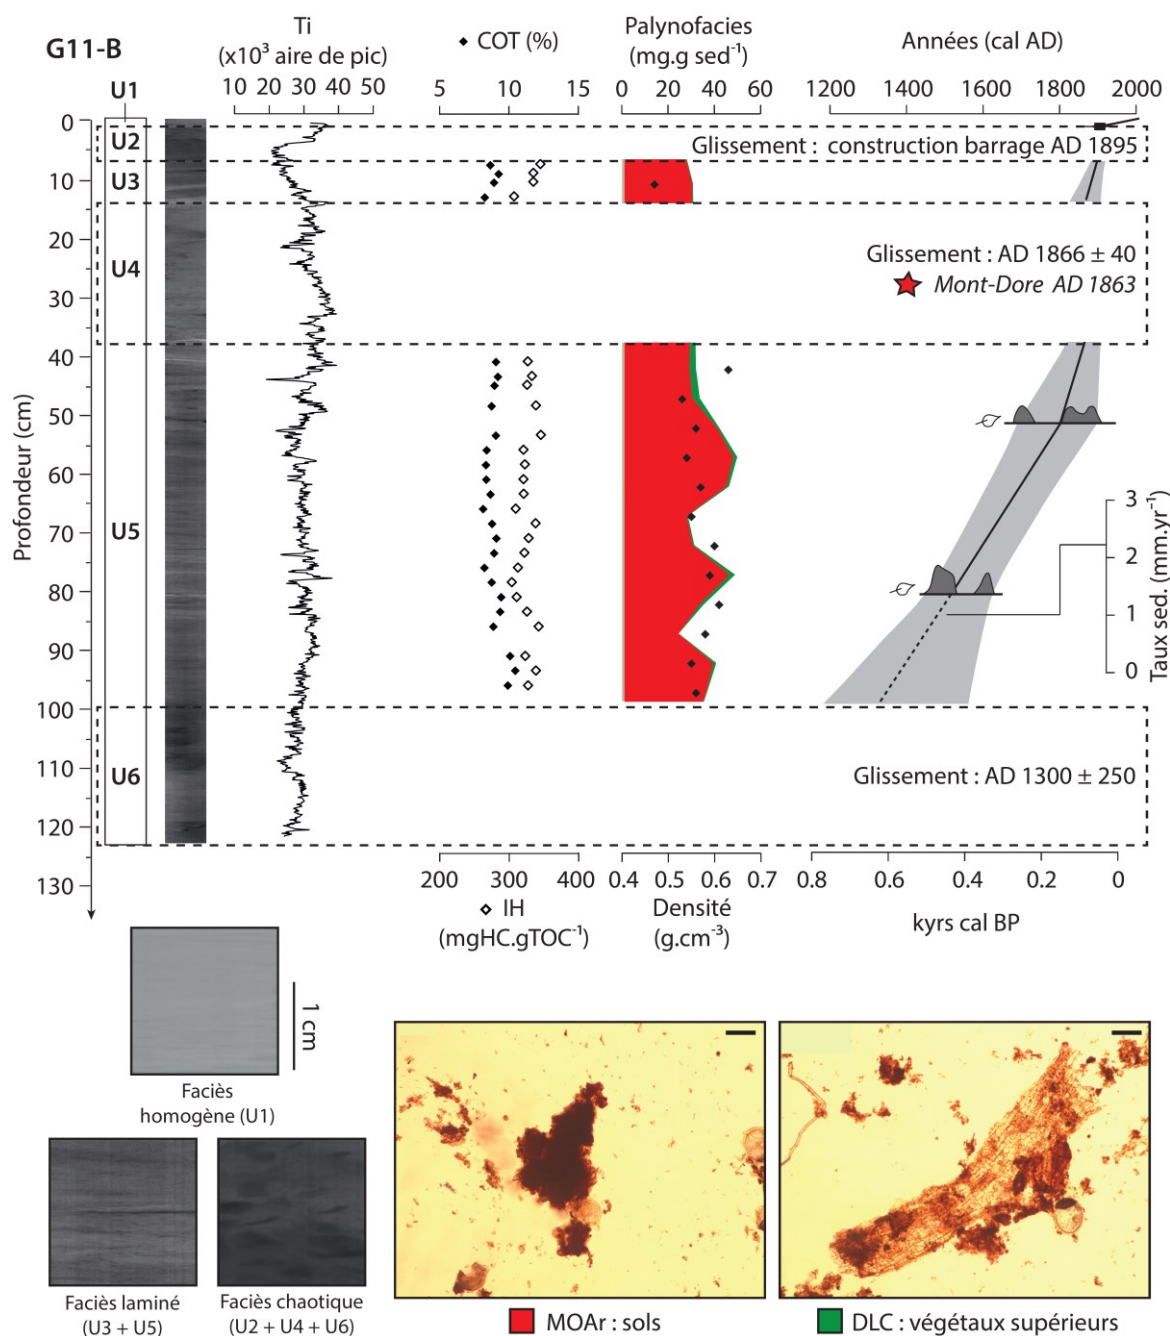 G11-B
Ti
(x10³ aire de pic)
10 20 30 40 50
COT (%)
5 10 15
Palynofacies
(mg.g sed⁻¹)
0 20 40 60
Années (cal AD)
1200 1400 1600 1800 2000
U1
U2
U3
U4
U5
U6
Profondeur (cm)
0
10
20
30
40
50
60
70
80
90
100
110
120
130
Glissement : construction barrage AD 1895
Glissement : AD 1866 ± 40
Mont-Dore AD 1863
Taux sed. (mm.yr⁻¹)
3
2
1
0
Glissement : AD 1300 ± 250
200 300 400
IH
(mgHC.gTOC⁻¹)
0.4 0.5 0.6 0.7
Densité
(g.cm⁻³)
0.8 0.6 0.4 0.2 0
kyrs cal BP
1 cm
Faciès
homogène (U1)
Faciès laminé
(U3 + U5)
Faciès chaotique
(U2 + U4 + U6)
MOAr : sols
DLC : végétaux supérieurs